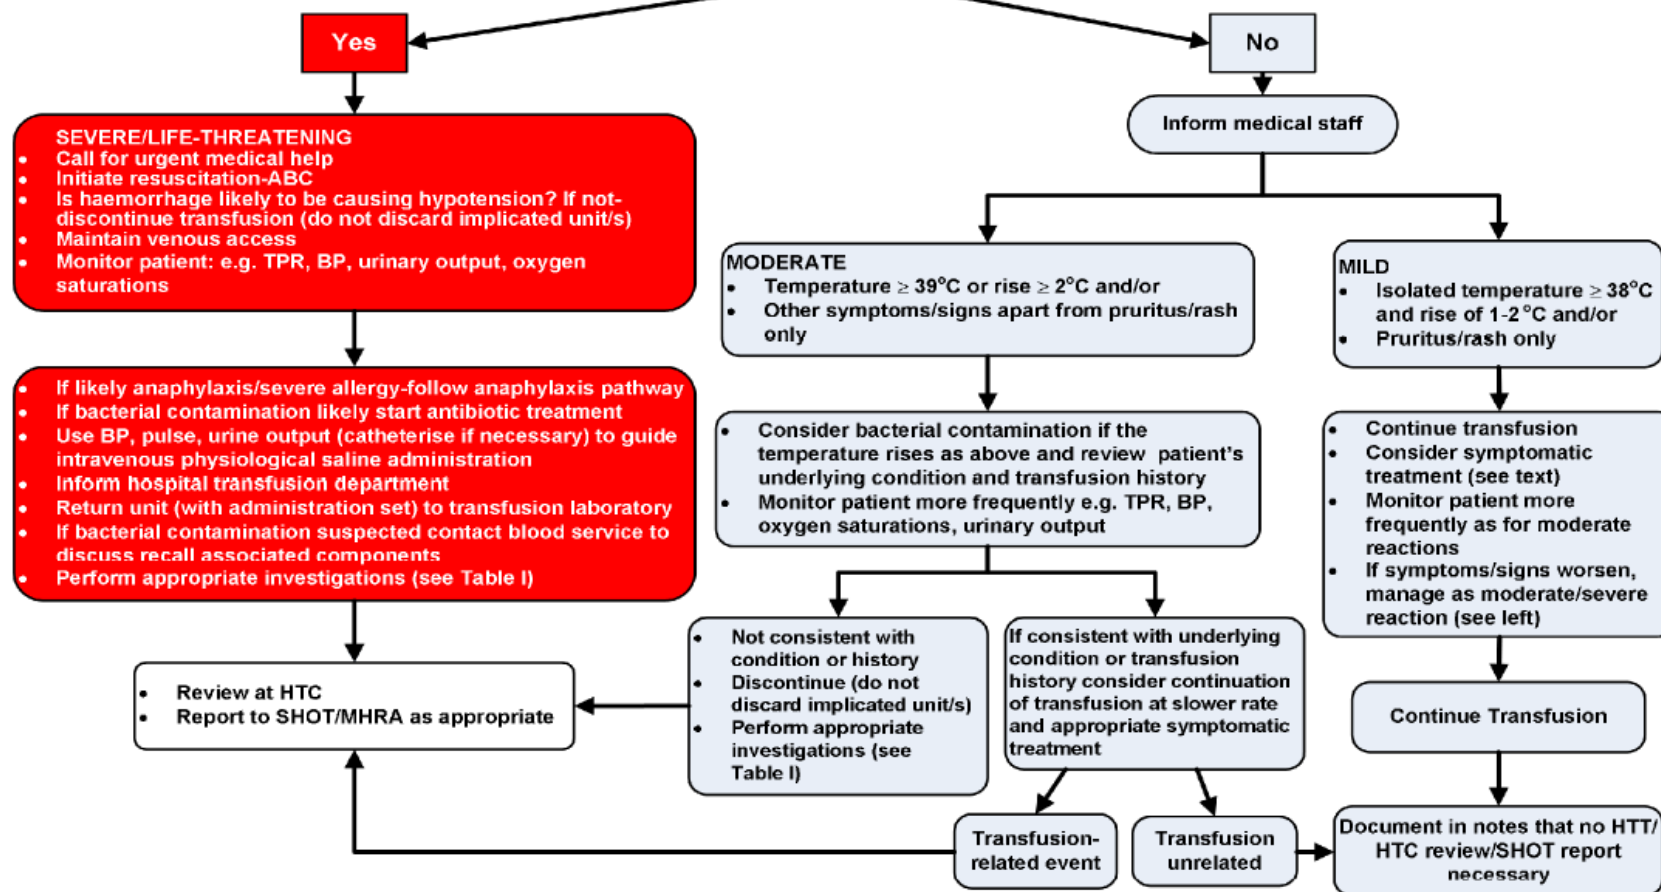 Yes
No
SEVERE/LIFE-THREATENING
• Call for urgent medical help
• Initiate resuscitation-ABC
• Is haemorrhage likely to be causing hypotension? If not-
discontinue transfusion (do not discard implicated unit/s)
• Maintain venous access
• Monitor patient: e.g. TPR, BP, urinary output, oxygen
saturations
Inform medical staff
MODERATE
• Temperature ≥ 39°C or rise ≥ 2°C and/or
• Other symptoms/signs apart from pruritus/rash
only
MILD
• Isolated temperature ≥ 38°C
and rise of 1-2°C and/or
• Pruritus/rash only
• If likely anaphylaxis/severe allergy-follow anaphylaxis pathway
• If bacterial contamination likely start antibiotic treatment
• Use BP, pulse, urine output (catheterise if necessary) to guide
intravenous physiological saline administration
• Inform hospital transfusion department
• Return unit (with administration set) to transfusion laboratory
• If bacterial contamination suspected contact blood service to
discuss recall associated components
• Perform appropriate investigations (see Table I)
• Consider bacterial contamination if the
temperature rises as above and review patient's
underlying condition and transfusion history
• Monitor patient more frequently e.g. TPR, BP,
oxygen saturations, urinary output
• Continue transfusion
• Consider symptomatic
treatment (see text)
• Monitor patient more
frequently as for moderate
reactions
• If symptoms/signs worsen,
manage as moderate/severe
reaction (see left)
• Review at HTC
• Report to SHOT/MHRA as appropriate
• Not consistent with
condition or history
• Discontinue (do not
discard implicated unit/s)
• Perform appropriate
investigations (see
Table I)
If consistent with underlying
condition or transfusion
history consider continuation
of transfusion at slower rate
and appropriate symptomatic
treatment
Continue Transfusion
Transfusion-
related event
Transfusion
unrelated
Document in notes that no HTT/
HTC review/SHOT report
necessary